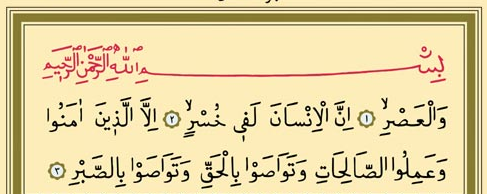 بِسْمِ اللّٰهِ الرَّحْمٰنِ الرَّحِيمِ
وَالْعَصْرِۙ ﴿١﴾ اِنَّ الْاِنْسَانَ لَف۪ي خُسْرٍۙ ﴿٢﴾ اِلَّا الَّذ۪ينَ اٰمَنُوا
وَعَمِلُوا الصَّالِحَاتِ وَتَوَاصَوْا بِالْحَقِّ وَتَوَاصَوْا بِالصَّبْرِ ﴿٣﴾